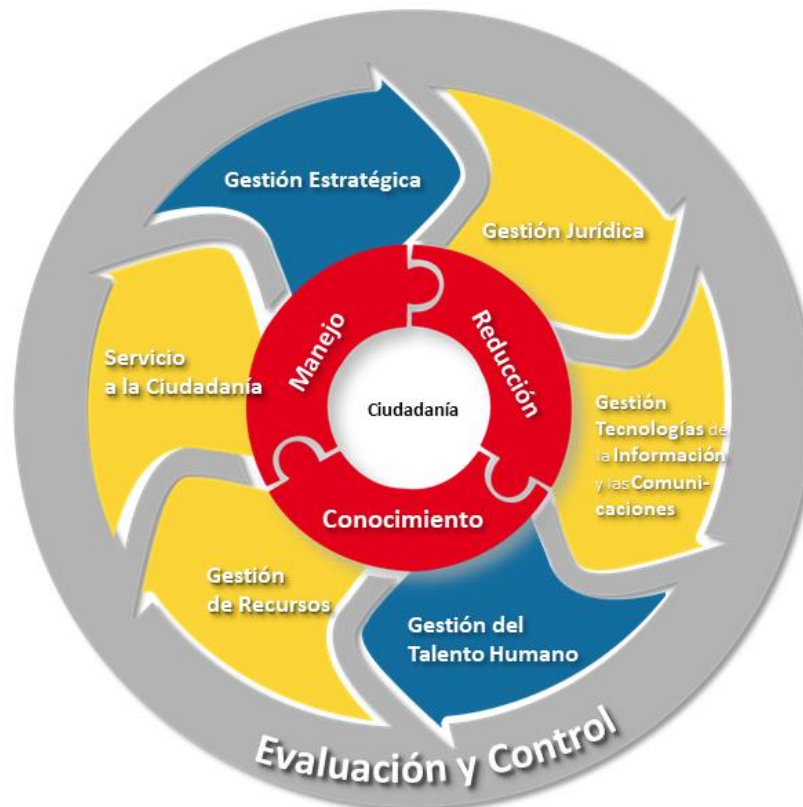 Gestión Estratégica
Gestión Jurídica
Servicio
a la Ciudadanía
Manejo
Reducción
Ciudadanía
Gestión
Tecnologías de
la Información
y las Comuni-
caciones
Conocimiento
Gestión
de Recursos
Gestión del
Talento Humano
Evaluación y Control